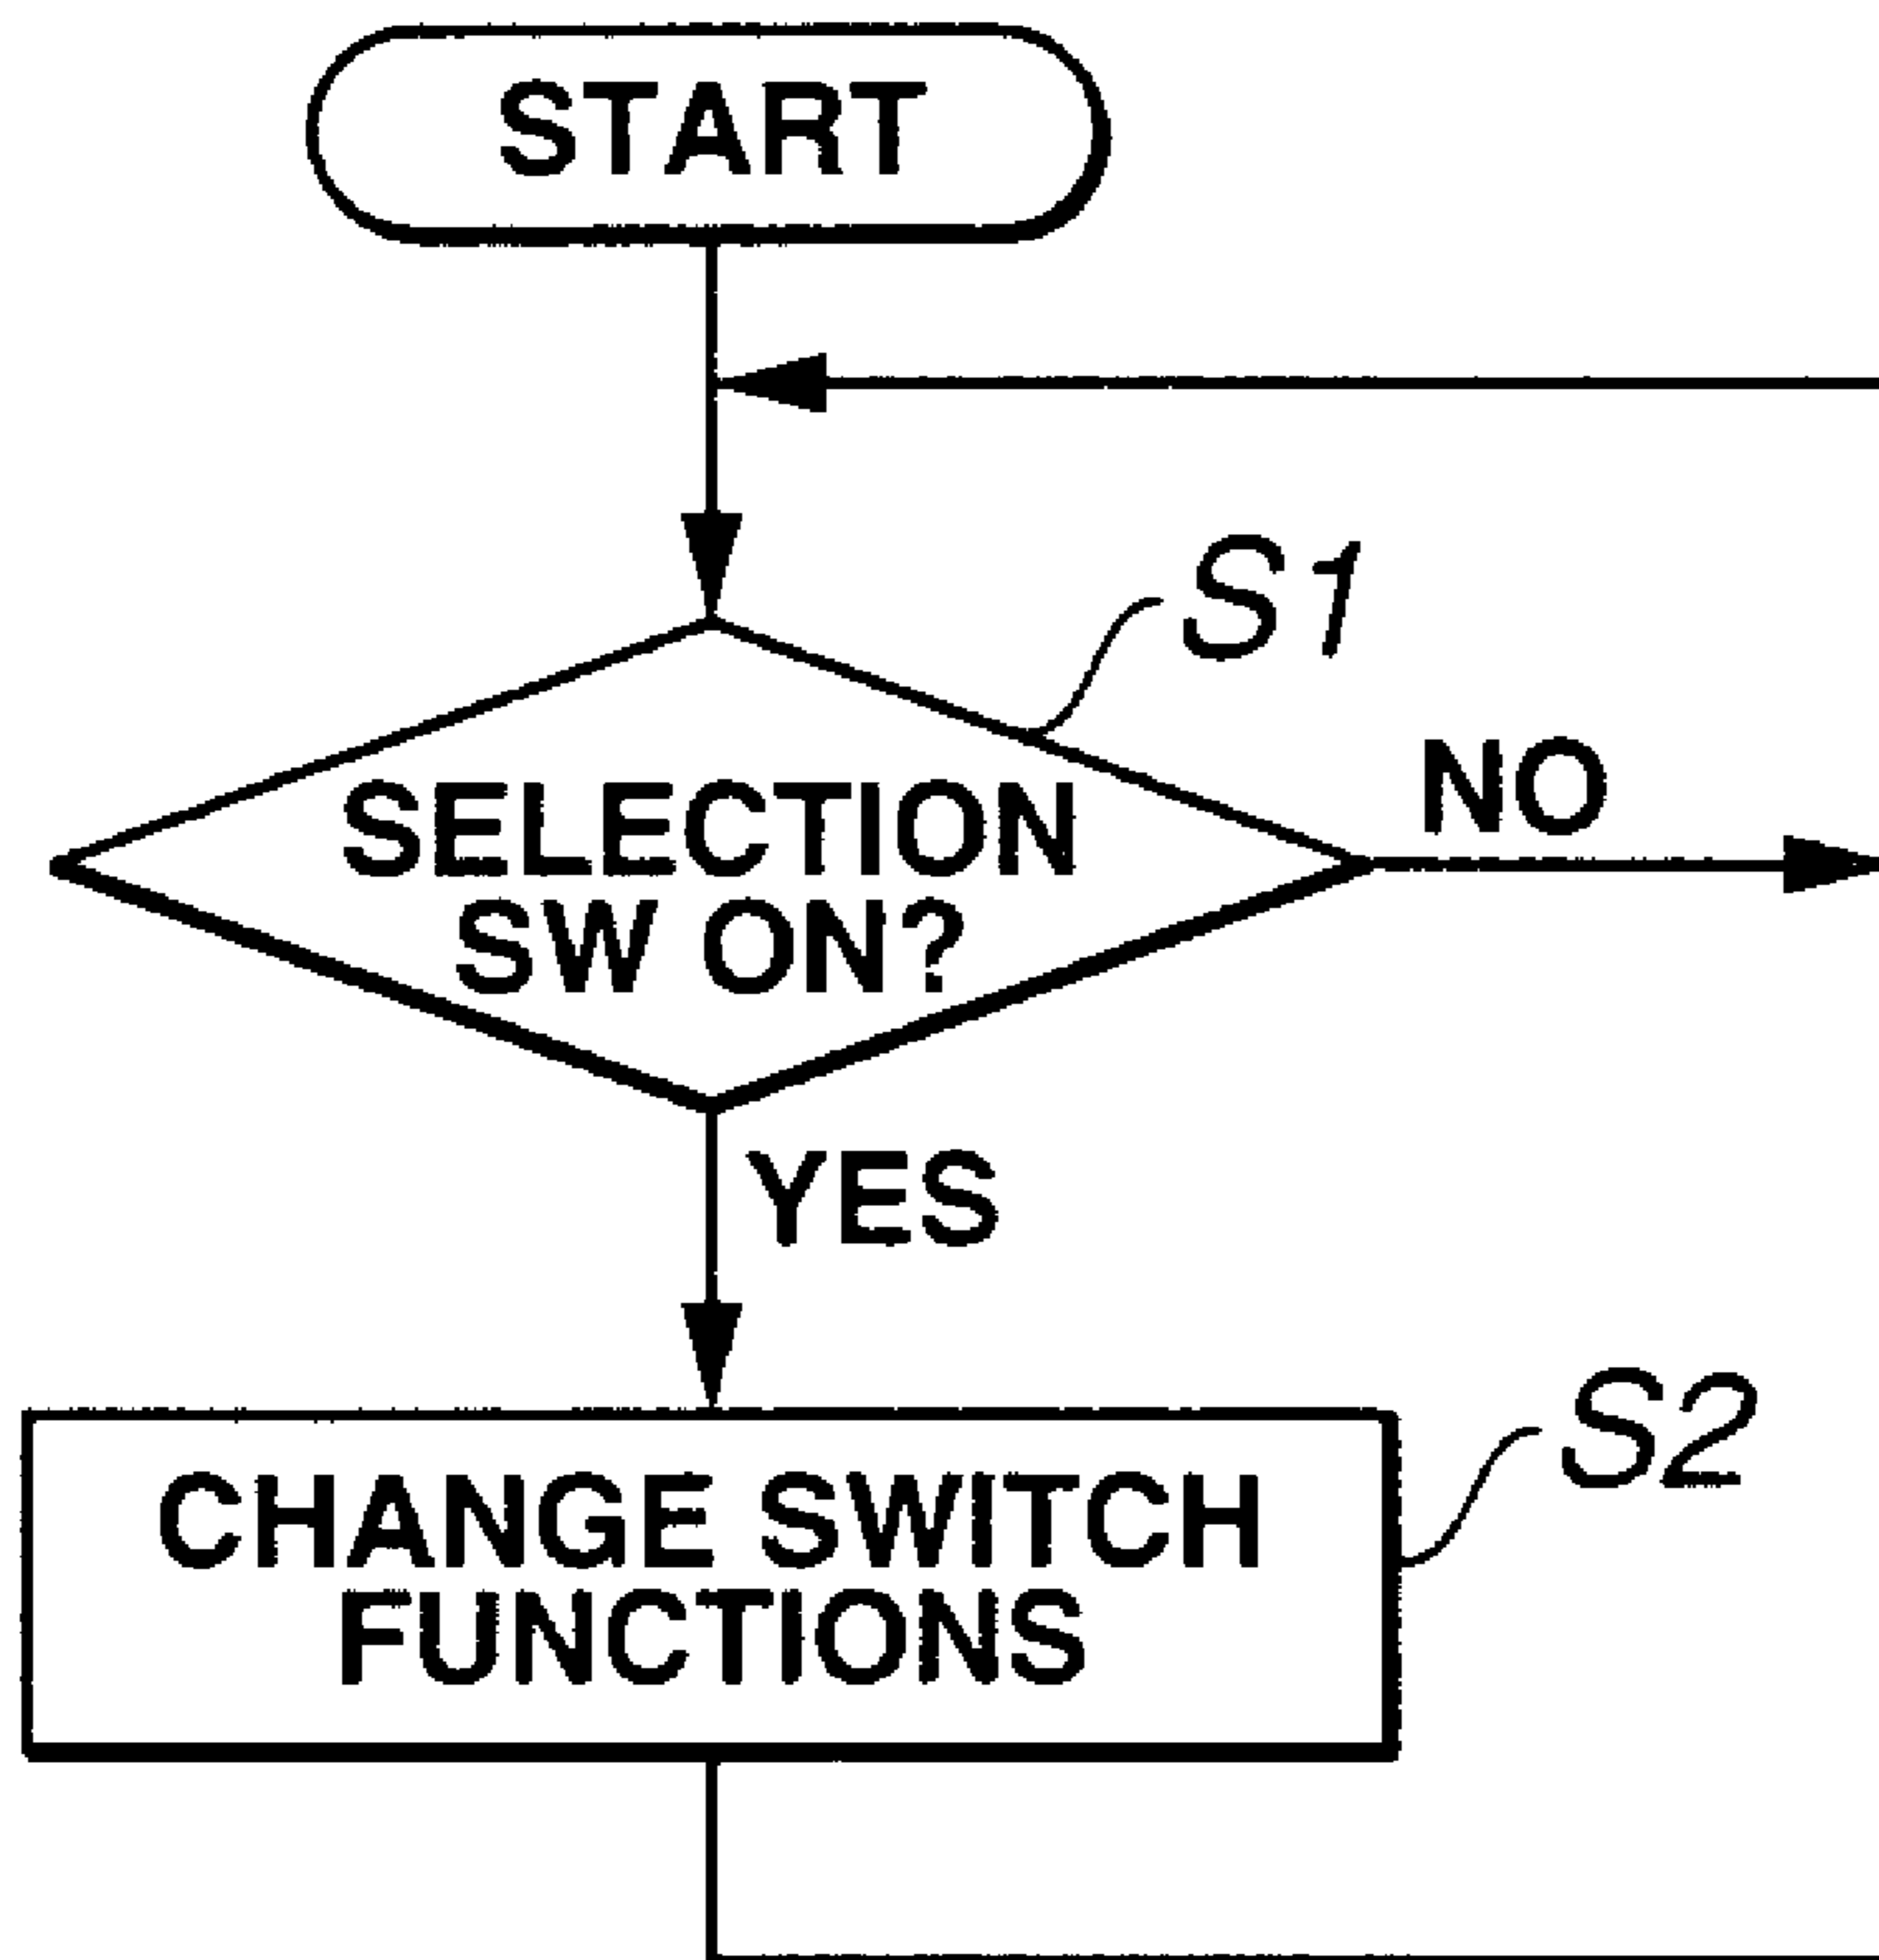 START
S1
SELECTION
SW ON?
NO
YES
S2
CHANGE SWITCH
FUNCTIONS